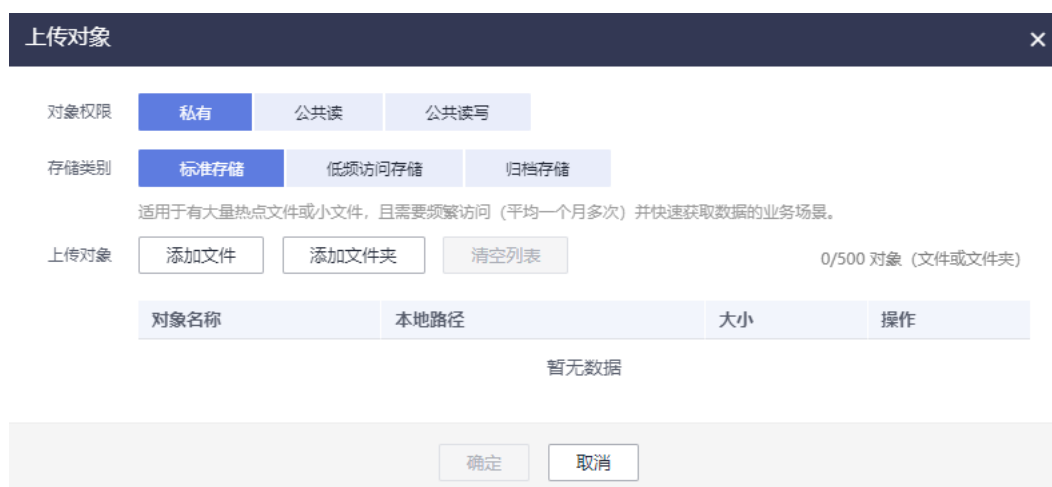 上传对象
对象权限 私有 公共读 公共读写
存储类别 标准存储 低频访问存储 归档存储
适用于有大量热点文件或小文件，且需要频繁访问（平均一个月多次）并快速获取数据的业务场景。
上传对象 添加文件 添加文件夹 清空列表 0/500 对象（文件或文件夹）
对象名称 本地路径 大小 操作
暂无数据
确定 取消